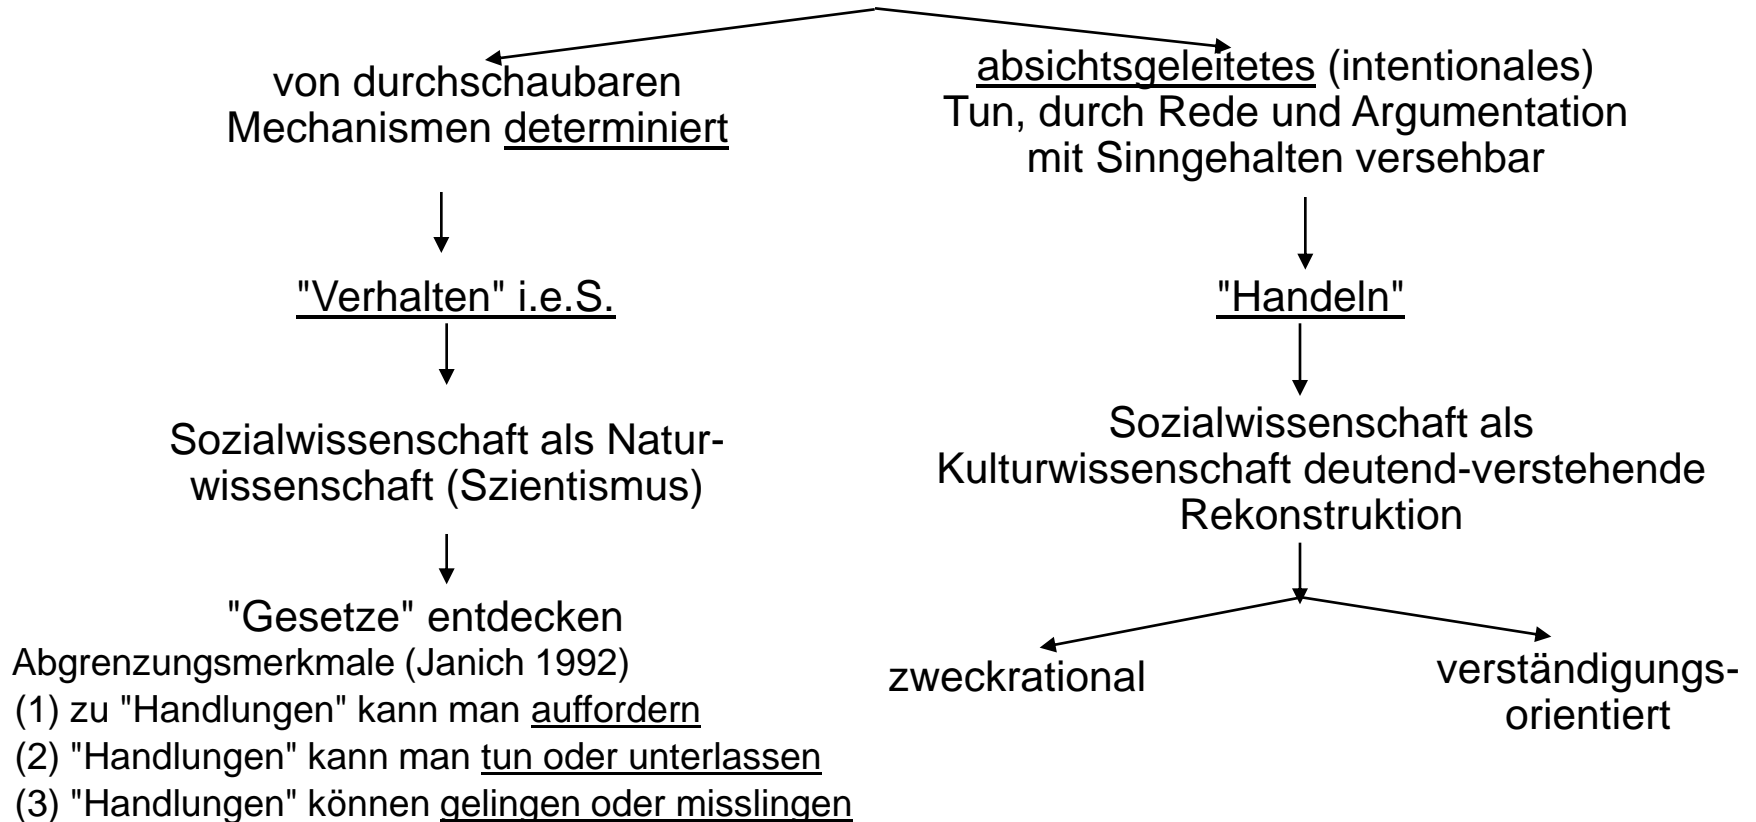 von durchschaubaren
Mechanismen determiniert
"Verhalten" i.e.S.
Sozialwissenschaft als Natur-
wissenschaft (Szientismus)
"Gesetze" entdecken
Abgrenzungsmerkmale (Janich 1992)
(1) zu "Handlungen" kann man auffordern
(2) "Handlungen" kann man tun oder unterlassen
(3) "Handlungen" können gelingen oder misslingen
absichtsgeleitetes (intentionales)
Tun, durch Rede und Argumentation
mit Sinngehalten versehbar
"Handeln"
Sozialwissenschaft als
Kulturwissenschaft deutend-verstehende
Rekonstruktion
zweckrational
verständigungs-
orientiert